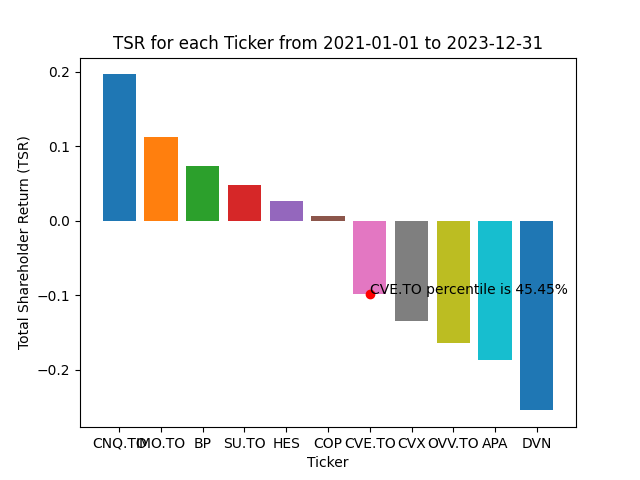 TSR for each Ticker from 2021-01-01 to 2023-12-31
Total Shareholder Return (TSR)
0.2
0.1
0.0
−0.1
−0.2
CVE.TO percentile is 45.45%
CNQ.TO IMO.TO BP SU.TO HES COP CVE.TO CVX OVV.TO APA DVN
Ticker